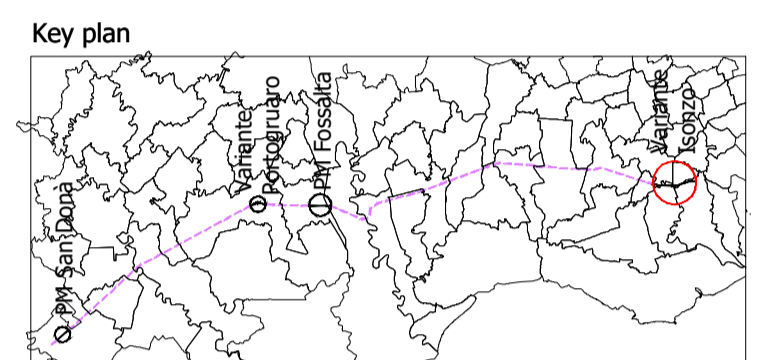 Key plan
PM San Donà
Variante
Portogruaro
PM Fossalta
Variante
Isonzo